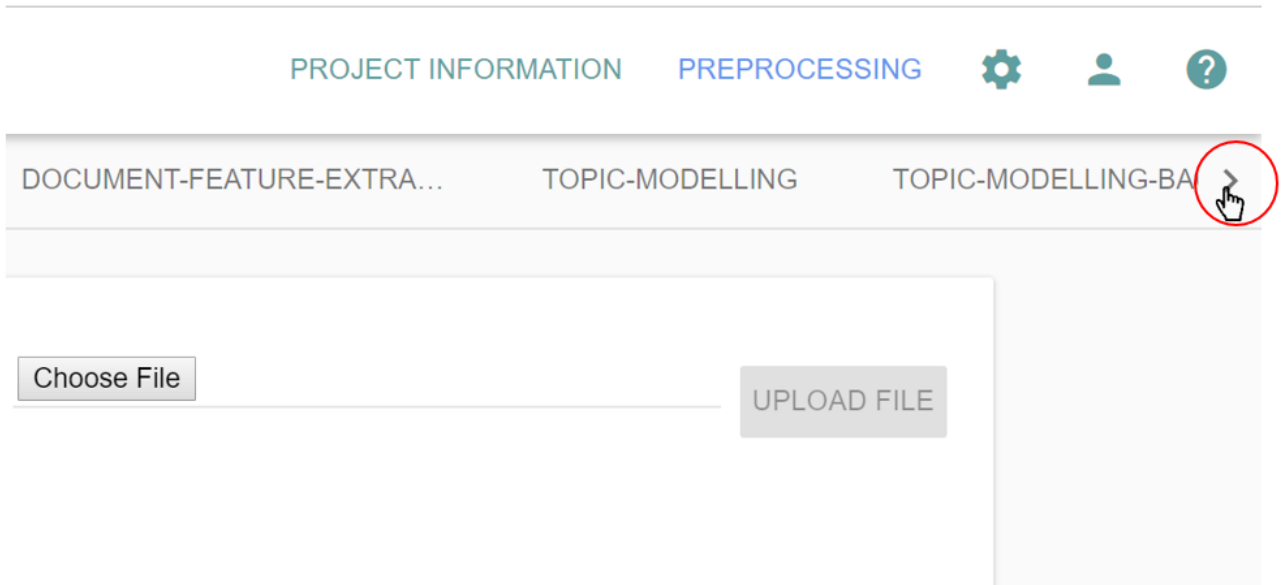 PROJECT INFORMATION PREPROCESSING ?
DOCUMENT-FEATURE-EXTRA... TOPIC-MODELLING TOPIC-MODELLING-BA
Choose File
UPLOAD FILE